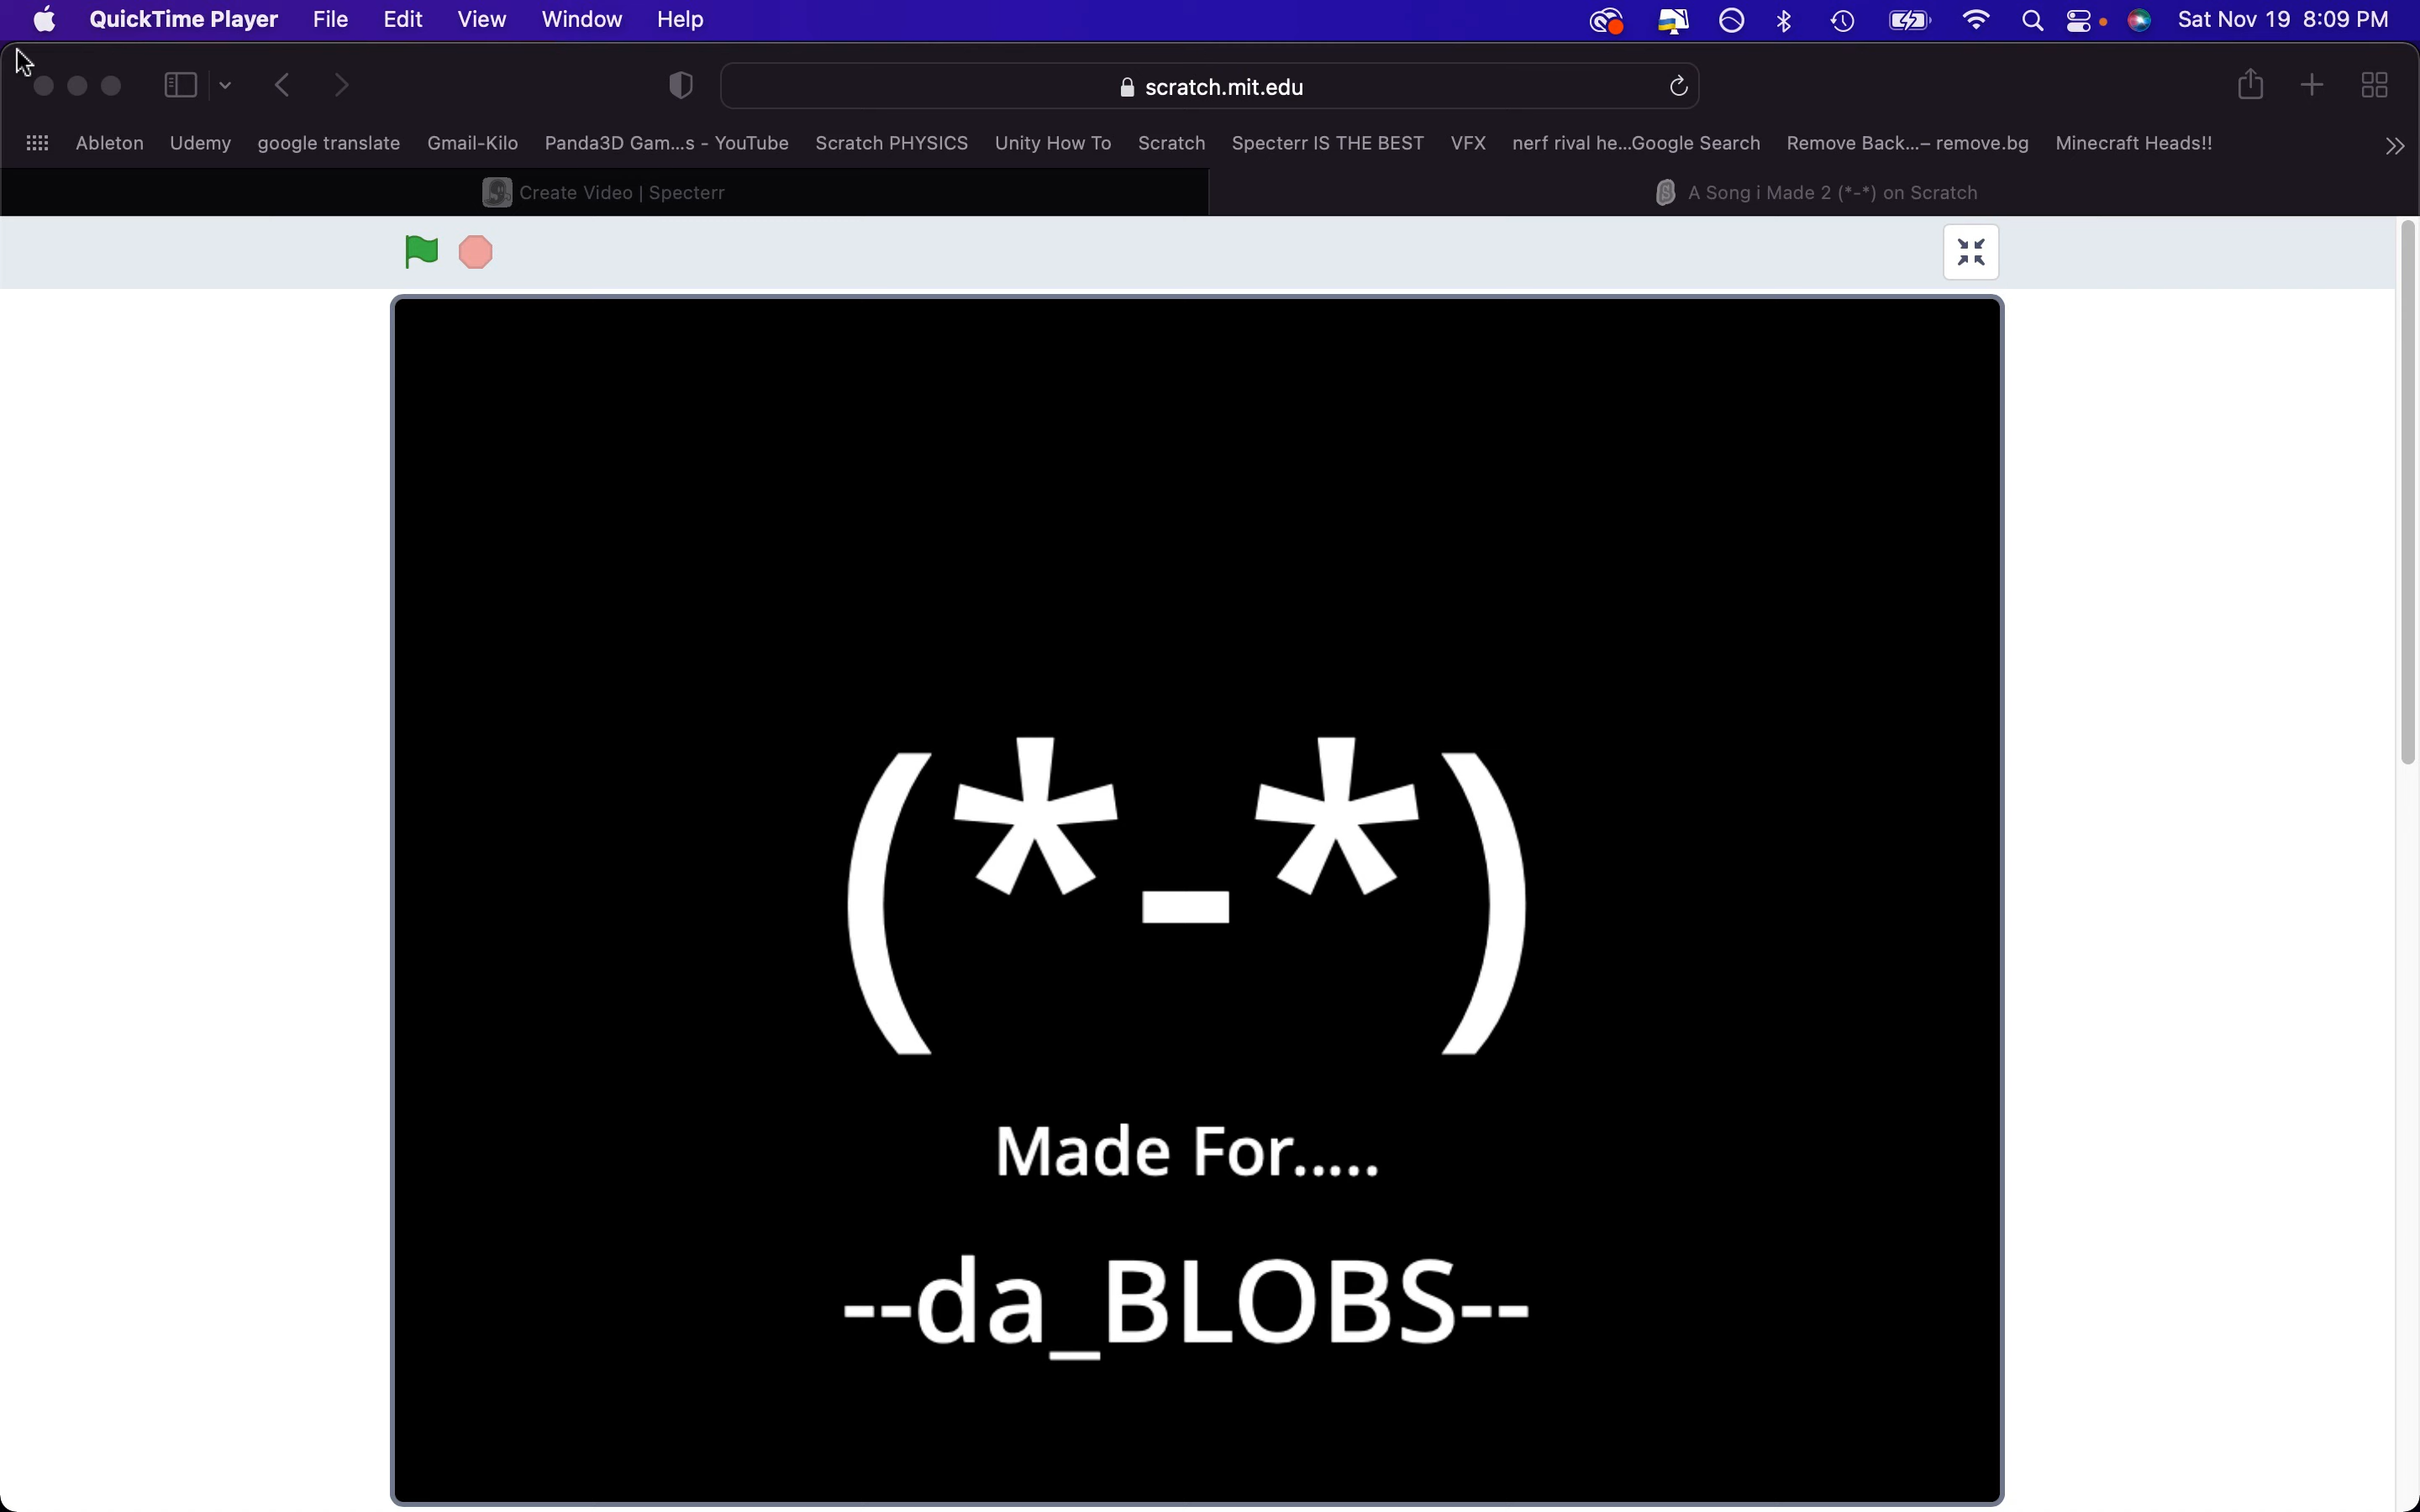 QuickTime Player File Edit View Window Help Sat Nov 19 8:09 PM
scratch.mit.edu
Ableton Udemy google translate Gmail-Kilo Panda3D Gam...s - YouTube Scratch PHYSICS Unity How To Scratch Specterr IS THE BEST VFX nerf rival he...Google Search Remove Back...– remove.bg Minecraft Heads!!
Create Video | Specterr A Song i Made 2 (*-*) on Scratch
(*-*)
Made For.....
--da_BLOBS--